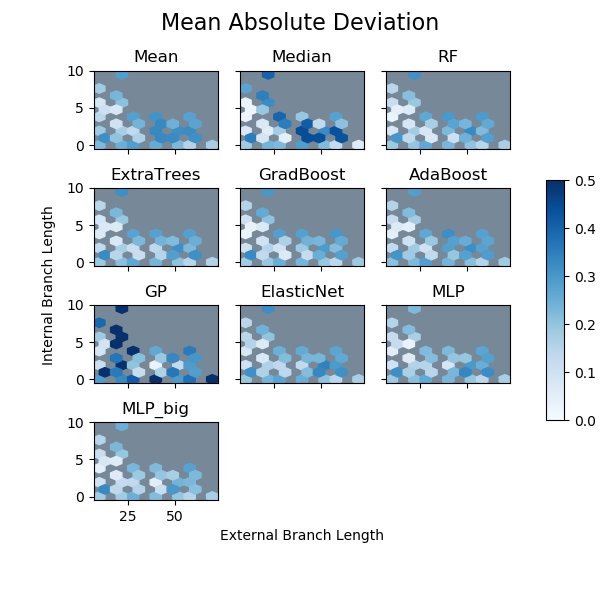 Mean Absolute Deviation
Mean
Median
RF
10
5
0
ExtraTrees
GradBoost
AdaBoost
10
5
0
GP
ElasticNet
MLP
10
5
0
MLP_big
10
5
0
25
50
Internal Branch Length
External Branch Length
0.5
0.4
0.3
0.2
0.1
0.0